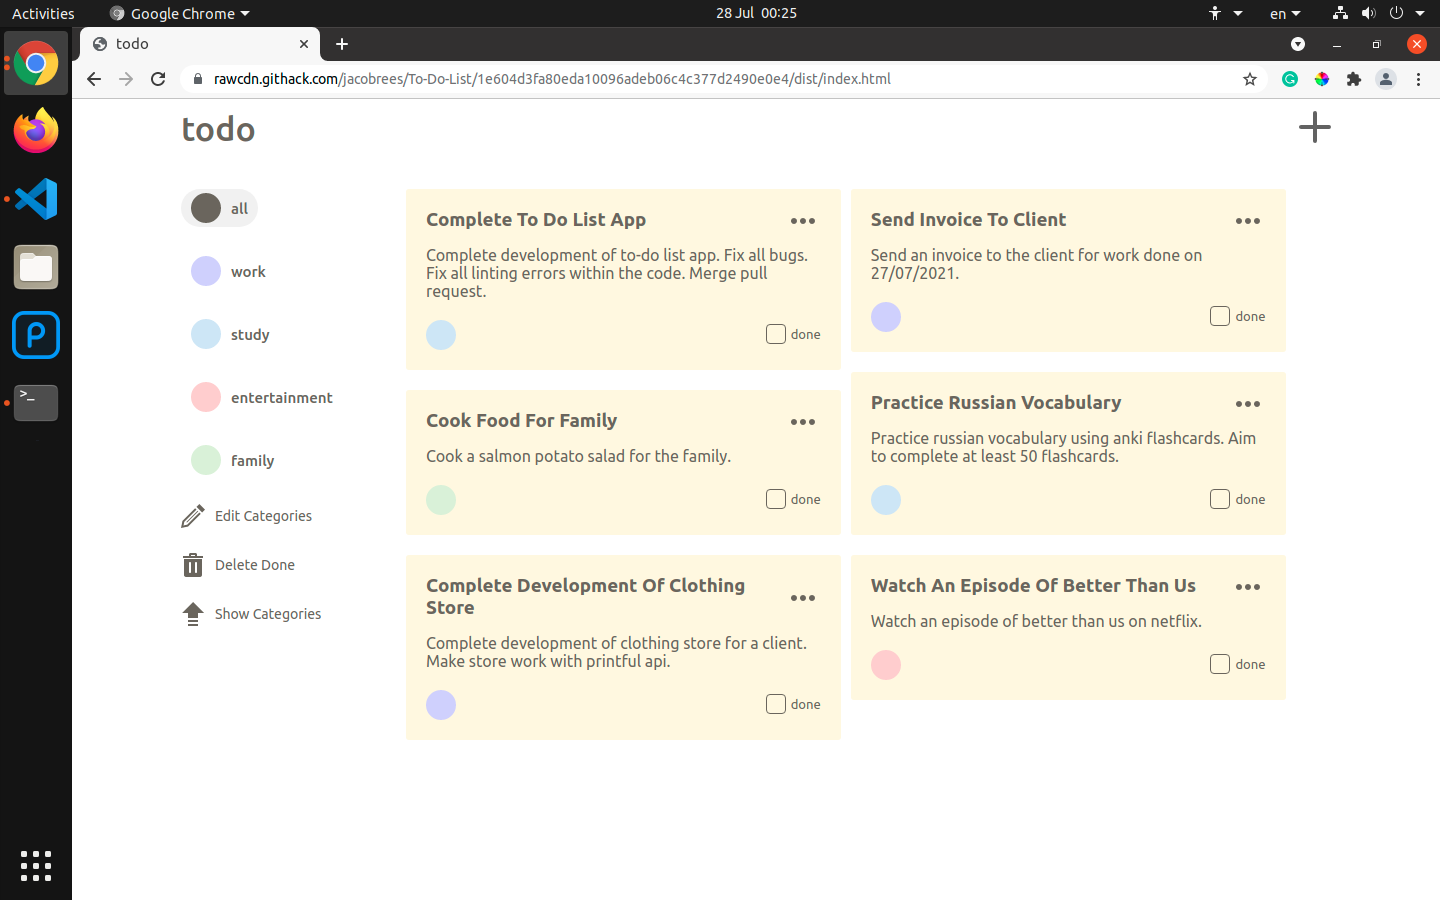 Activities
Google Chrome
28 Jul 00:25
en
todo
rawcdn.githack.com/jacobrees/To-Do-List/1e604d3fa80eda10096adeb06c4c377d2490e0e4/dist/index.html
todo
all
work
study
entertainment
family
Edit Categories
Delete Done
Show Categories
Complete To Do List App
Complete development of to-do list app. Fix all bugs.
Fix all linting errors within the code. Merge pull
request.
done
Send Invoice To Client
Send an invoice to the client for work done on
27/07/2021.
done
Cook Food For Family
Cook a salmon potato salad for the family.
done
Practice Russian Vocabulary
Practice russian vocabulary using anki flashcards. Aim
to complete at least 50 flashcards.
done
Complete Development Of Clothing
Store
Complete development of clothing store for a client.
Make store work with printful api.
done
Watch An Episode Of Better Than Us
Watch an episode of better than us on netflix.
done